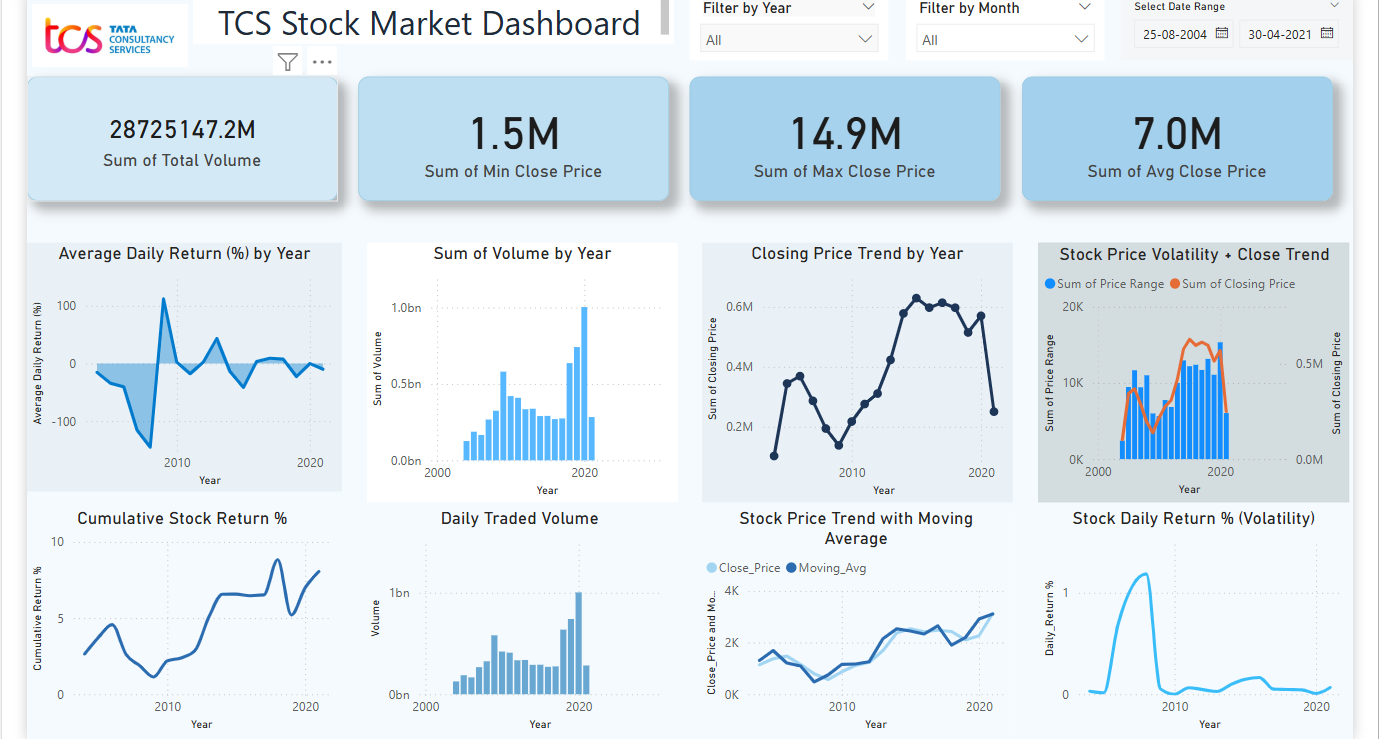 tcs TATA
CONSULTANCY
SERVICES
TCS Stock Market Dashboard
Filter by Year
All
Filter by Month
All
Select Date Range
25-08-2004
30-04-2021
28725147.2M
Sum of Total Volume
1.5M
Sum of Min Close Price
14.9M
Sum of Max Close Price
7.0M
Sum of Avg Close Price
Average Daily Return (%) by Year
Average Daily Return (%)
100
0
-100
2010 2020
Year
Sum of Volume by Year
Sum of Volume
1.0bn
0.5bn
0.0bn
2000 2020
Year
Closing Price Trend by Year
Sum of Closing Price
0.6M
0.4M
0.2M
2010 2020
Year
Stock Price Volatility + Close Trend
Sum of Price Range Sum of Closing Price
Sum of Price Range
20K
10K
0K
0.5M
0.0M
Sum of Closing Price
2000 2020
Year
Cumulative Stock Return %
Cumulative Return %
10
5
0
2010 2020
Year
Daily Traded Volume
Volume
1bn
0bn
2000 2020
Year
Stock Price Trend with Moving
Average
Close_Price Moving_Avg
Close_Price and Mo...
4K
2K
0K
2010 2020
Year
Stock Daily Return % (Volatility)
Daily_Return %
1
0
2010 2020
Year